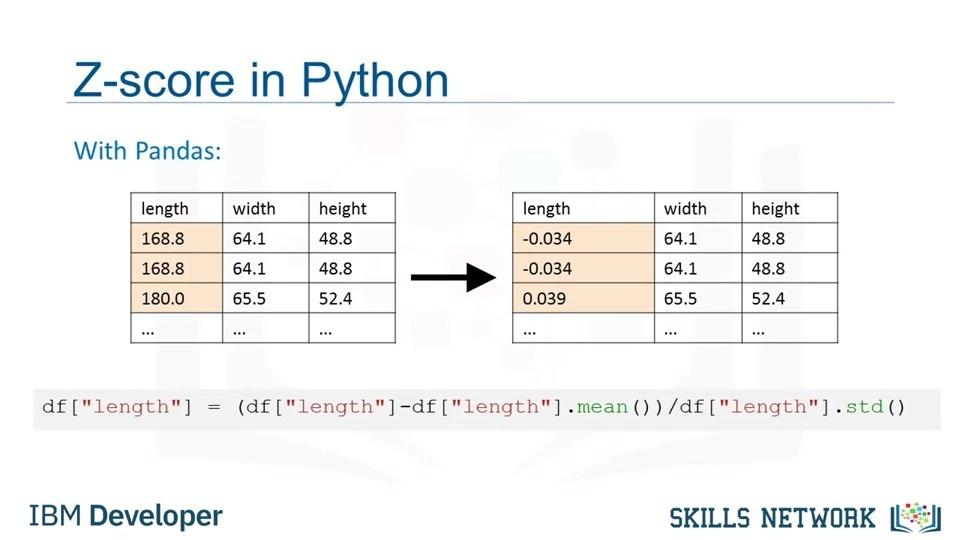 Z-score in Python
With Pandas:
length width height
168.8 64.1 48.8
168.8 64.1 48.8
180.0 65.5 52.4
... ... ...
length width height
-0.034 64.1 48.8
-0.034 64.1 48.8
0.039 65.5 52.4
... ... ...
df["length"] = (df["length"]-df["length"].mean())/df["length"].std()
IBM Developer
SKILLS NETWORK